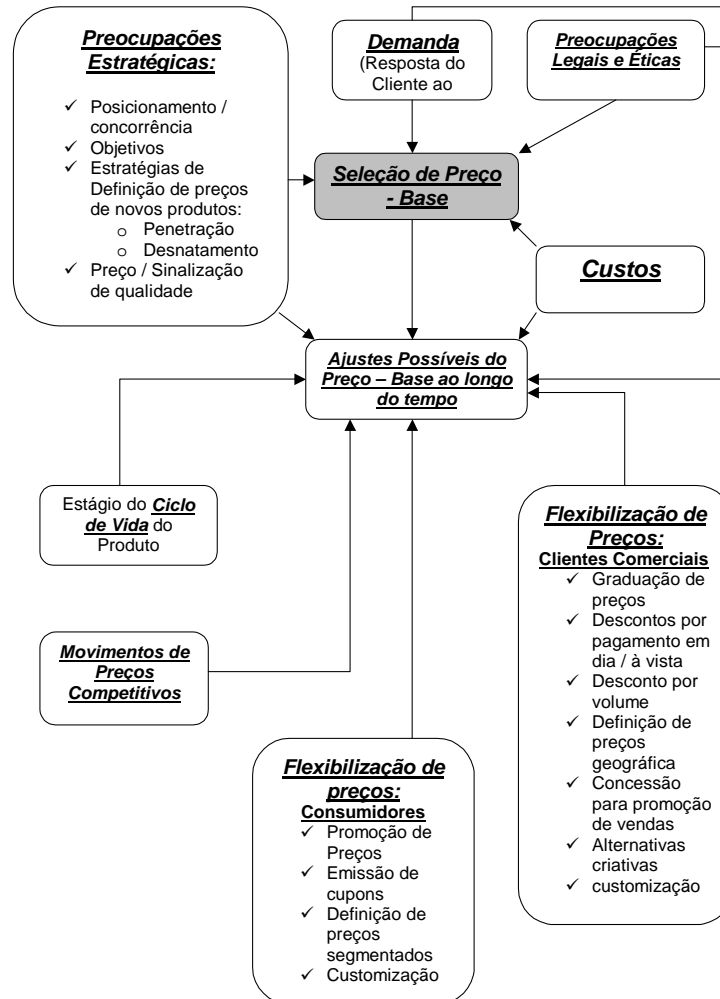 Preocupações
Estratégicas:
✓ Posicionamento /
concorrência
✓ Objetivos
✓ Estratégias de
Definição de preços
de novos produtos:
o Penetração
o Desnatamento
✓ Preço / Sinalização
de qualidade
Demanda
(Resposta do
Cliente ao
Preocupações
Legais e Éticas
Seleção de Preço
- Base
Custos
Ajustes Possíveis do
Preço – Base ao longo
do tempo
Estágio do Ciclo
de Vida do
Produto
Movimentos de
Preços
Competitivos
Flexibilização de
preços:
Consumidores
✓ Promoção de
Preços
✓ Emissão de
cupons
✓ Definição de
preços
segmentados
✓ Customização
Flexibilização de
Preços:
Clientes Comerciais
✓ Graduação de
preços
✓ Descontos por
pagamento em
dia / à vista
✓ Desconto por
volume
✓ Definição de
preços
geográfica
✓ Concessão
para promoção
de vendas
✓ Alternativas
criativas
✓ customização